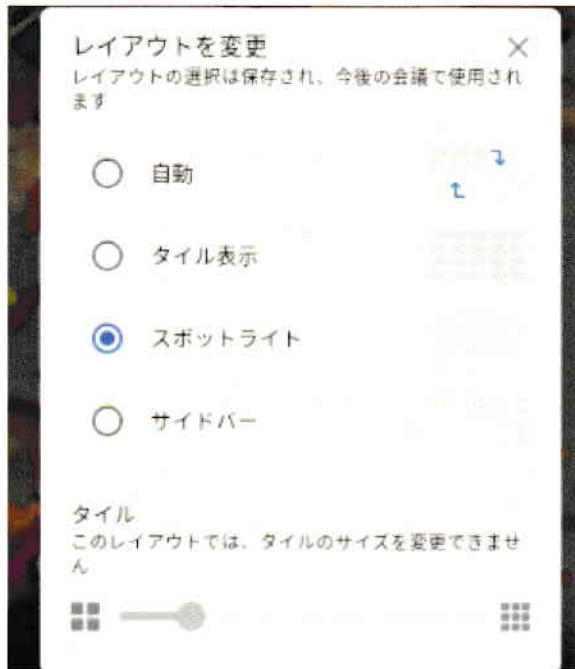 レイアウトを変更
レイアウトの選択は保存され、今後の会議で使用され
ます
自動
タイル表示
スポットライト
サイドバー
タイル
このレイアウトでは、タイルのサイズを変更できませ
ん